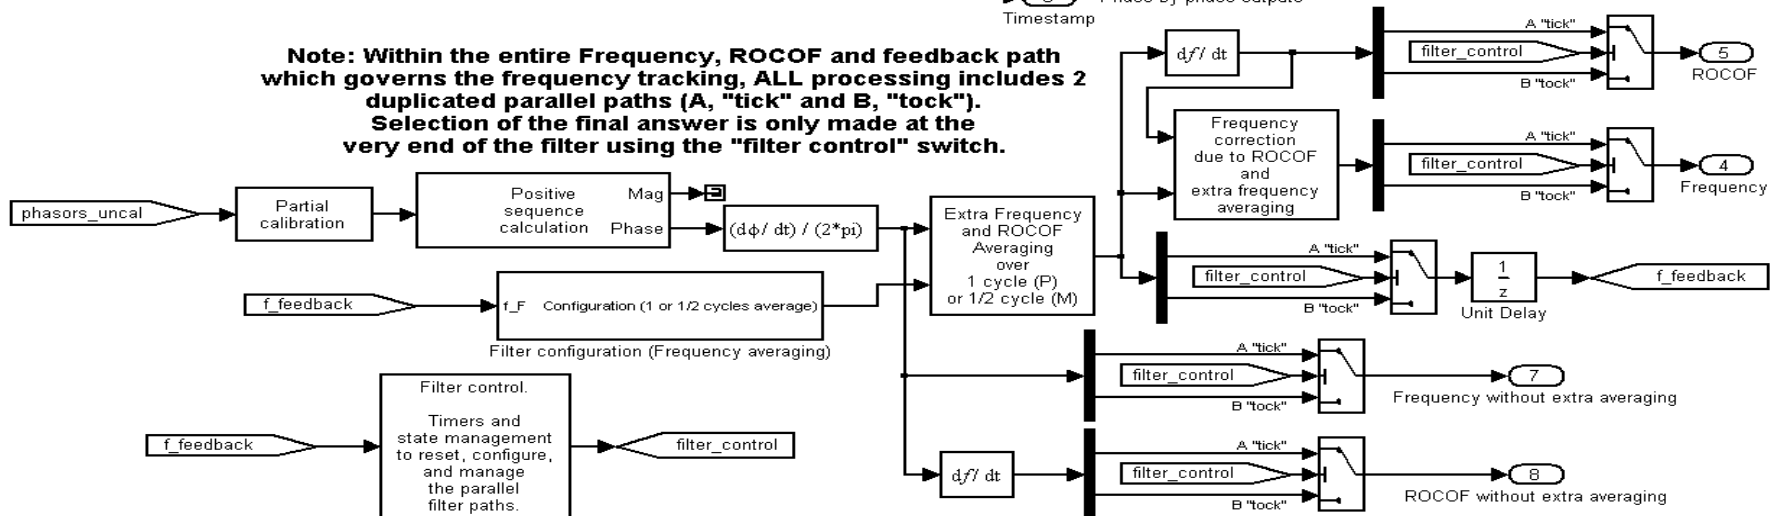 Timestamp
Note: Within the entire Frequency, ROCOF and feedback path
which governs the frequency tracking, ALL processing includes 2
duplicated parallel paths (A, "tick" and B, "tock").
Selection of the final answer is only made at the
very end of the filter using the "filter control" switch.
df/ dt
A "tick"
filter_control
B "tock"
5
ROCOF
Frequency
correction
due to ROCOF
and
extra frequency
averaging
A "tick"
filter_control
B "tock"
4
Frequency
phasors_uncal
Partial
calibration
Positive
sequence
calculation
Mag
Phase
(dϕ/ dt) / (2*pi)
Extra Frequency
and ROCOF
Averaging
over
1 cycle (P)
or 1/2 cycle (M)
A "tick"
filter_control
B "tock"
1
z
Unit Delay
f_feedback
f_feedback
f_F Configuration (1 or 1/2 cycles average)
Filter configuration (Frequency averaging)
A "tick"
filter_control
B "tock"
7
Frequency without extra averaging
f_feedback
Filter control.
Timers and
state management
to reset, configure,
and manage
the parallel
filter paths.
filter_control
df/ dt
A "tick"
filter_control
B "tock"
8
ROCOF without extra averaging